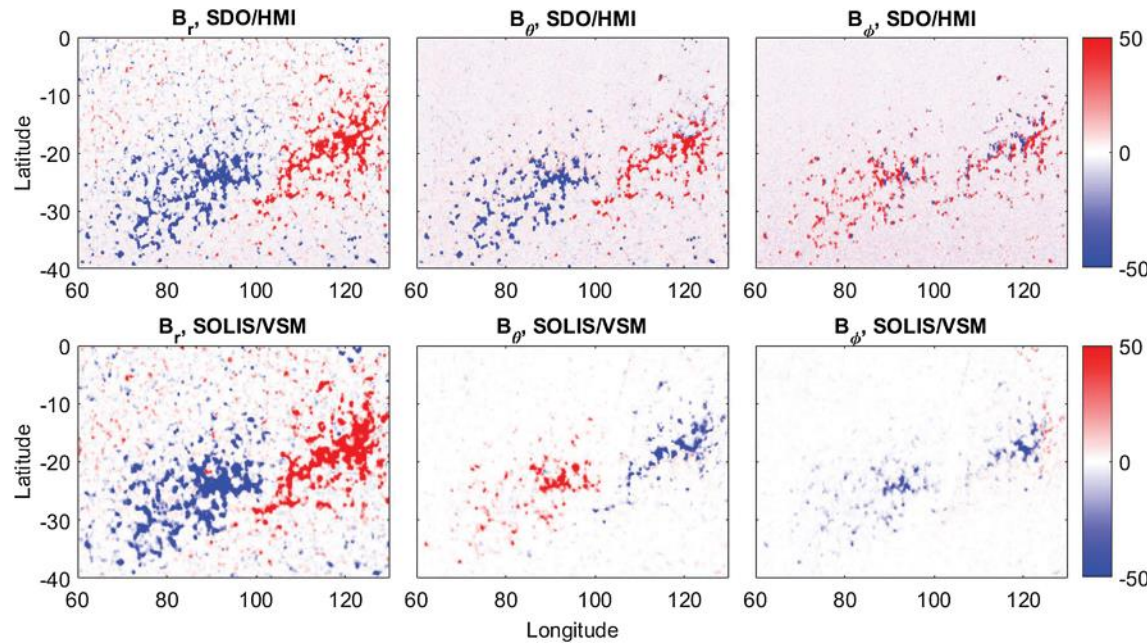 B_r, SDO/HMI
B_θ, SDO/HMI
B_ϕ, SDO/HMI
0
-10
-20
-30
-40
Latitude
60 80 100 120
60 80 100 120
60 80 100 120
50
0
-50
B_r, SOLIS/VSM
B_θ, SOLIS/VSM
B_ϕ, SOLIS/VSM
0
-10
-20
-30
-40
Latitude
60 80 100 120
60 80 100 120
60 80 100 120
50
0
-50
Longitude